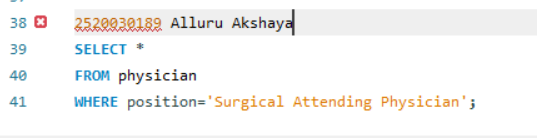 38 2520030189 Alluru Akshaya
39 SELECT *
40 FROM physician
41 WHERE position='Surgical Attending Physician';